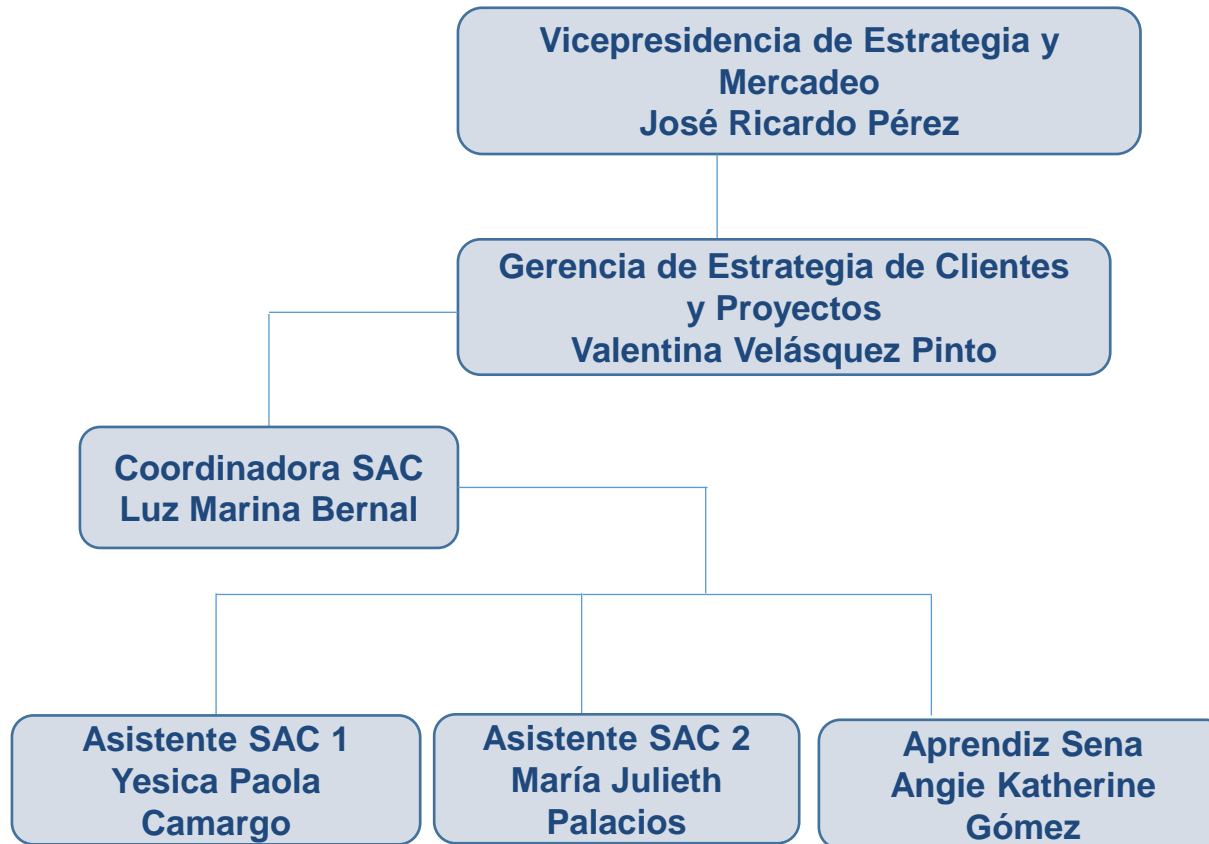 Vicepresidencia de Estrategia y
Mercadeo
José Ricardo Pérez
Gerencia de Estrategia de Clientes
y Proyectos
Valentina Velásquez Pinto
Coordinadora SAC
Luz Marina Bernal
Asistente SAC 1
Yesica Paola
Camargo
Asistente SAC 2
María Julieth
Palacios
Aprendiz Sena
Angie Katherine
Gómez